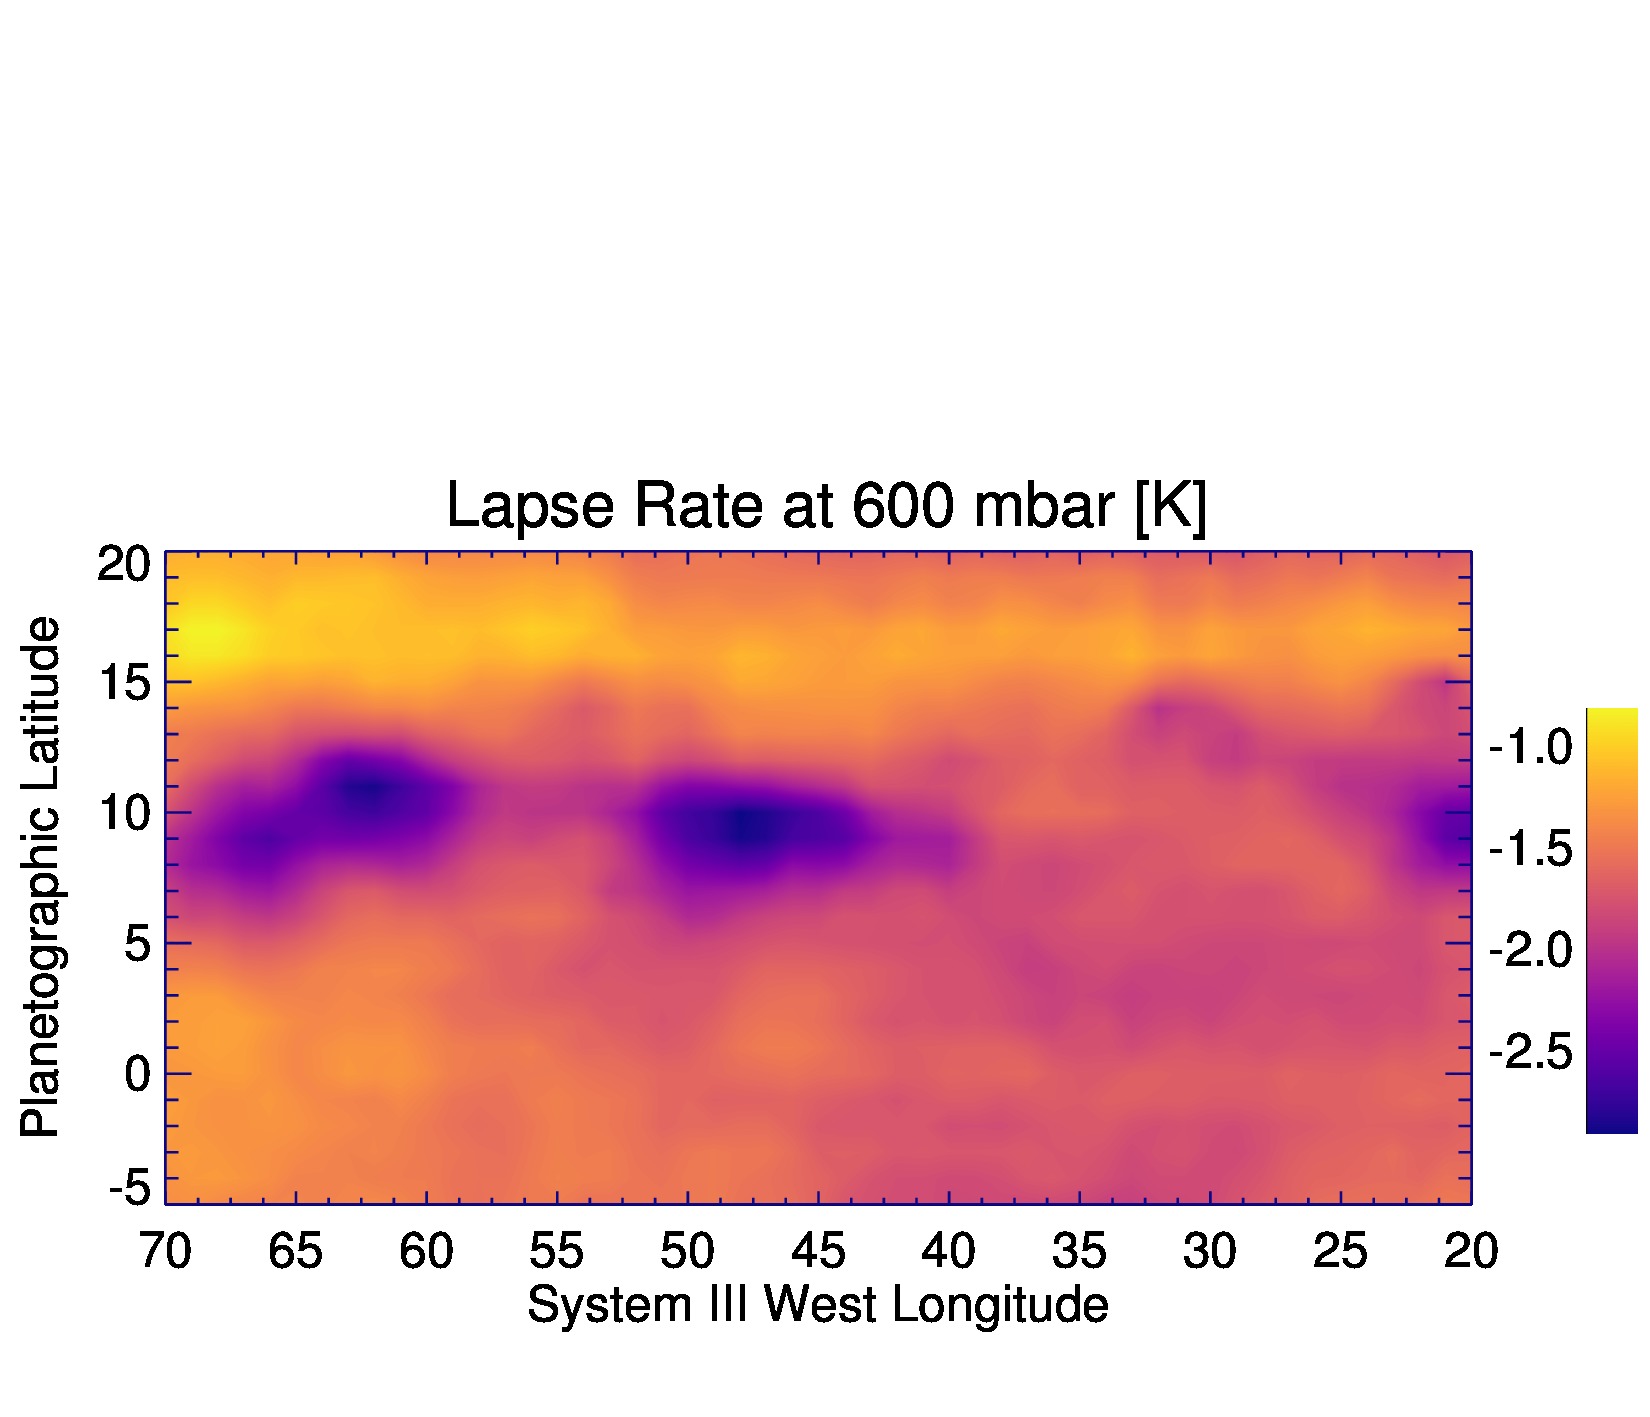 Lapse Rate at 600 mbar [K]
20
15
10
5
0
-5
Planetographic Latitude
70 65 60 55 50 45 40 35 30 25 20
System III West Longitude
-1.0
-1.5
-2.0
-2.5